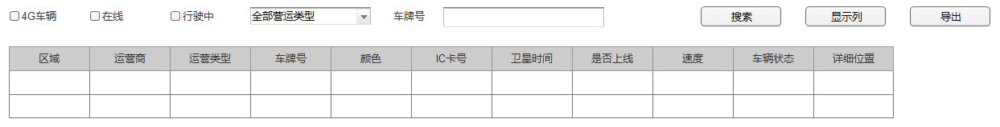 4G车辆 在线 行驶中 全部营运类型 车牌号 搜索 显示列 导出
区域 运营商 运营类型 车牌号 颜色 IC卡号 卫星时间 是否上线 速度 车辆状态 详细位置